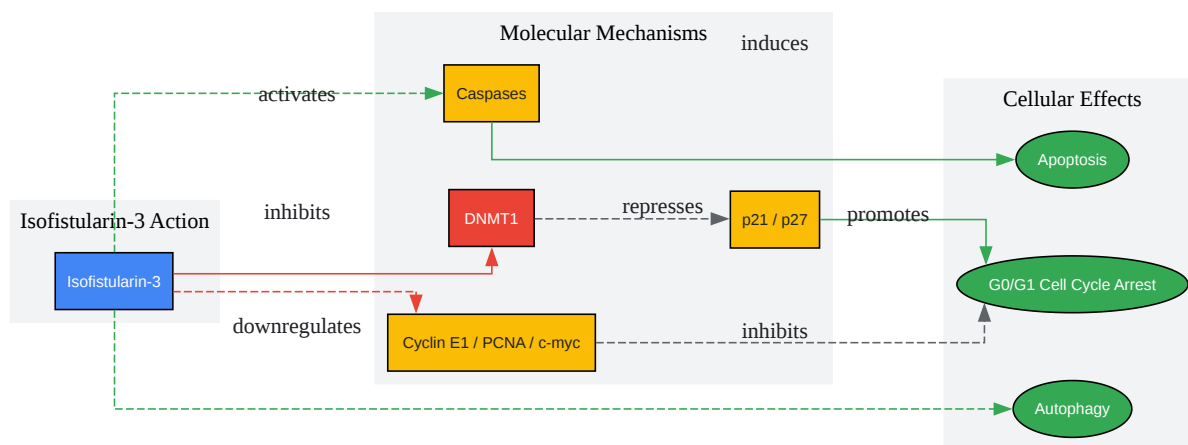 Molecular Mechanisms
induces
Caspases
activates
Cellular Effects
Apoptosis
Isofistularin-3 Action
inhibits
DNMT1
represses
p21 / p27
promotes
Isofistularin-3
G0/G1 Cell Cycle Arrest
downregulates
Cyclin E1 / PCNA / c-myc
inhibits
Autophagy